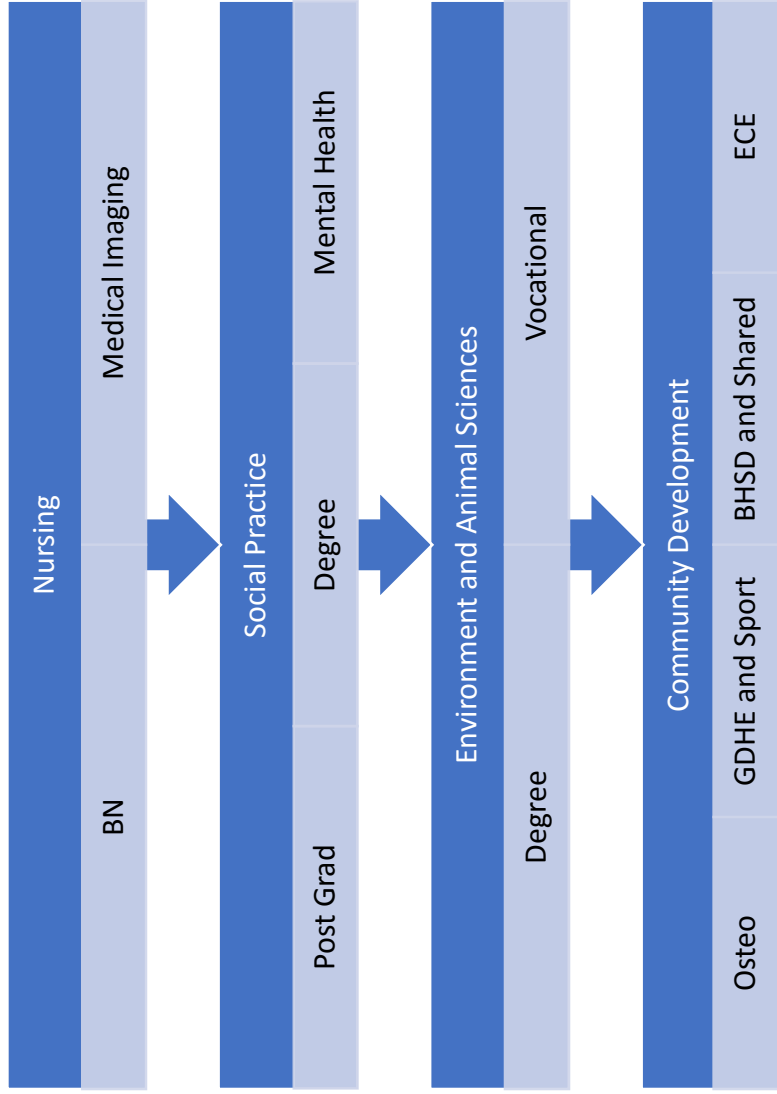 Nursing
BN
Medical Imaging
Social Practice
Post Grad
Degree
Mental Health
Environment and Animal Sciences
Degree
Vocational
Community Development
Osteo
GDHE and Sport
BHSD and Shared
ECE